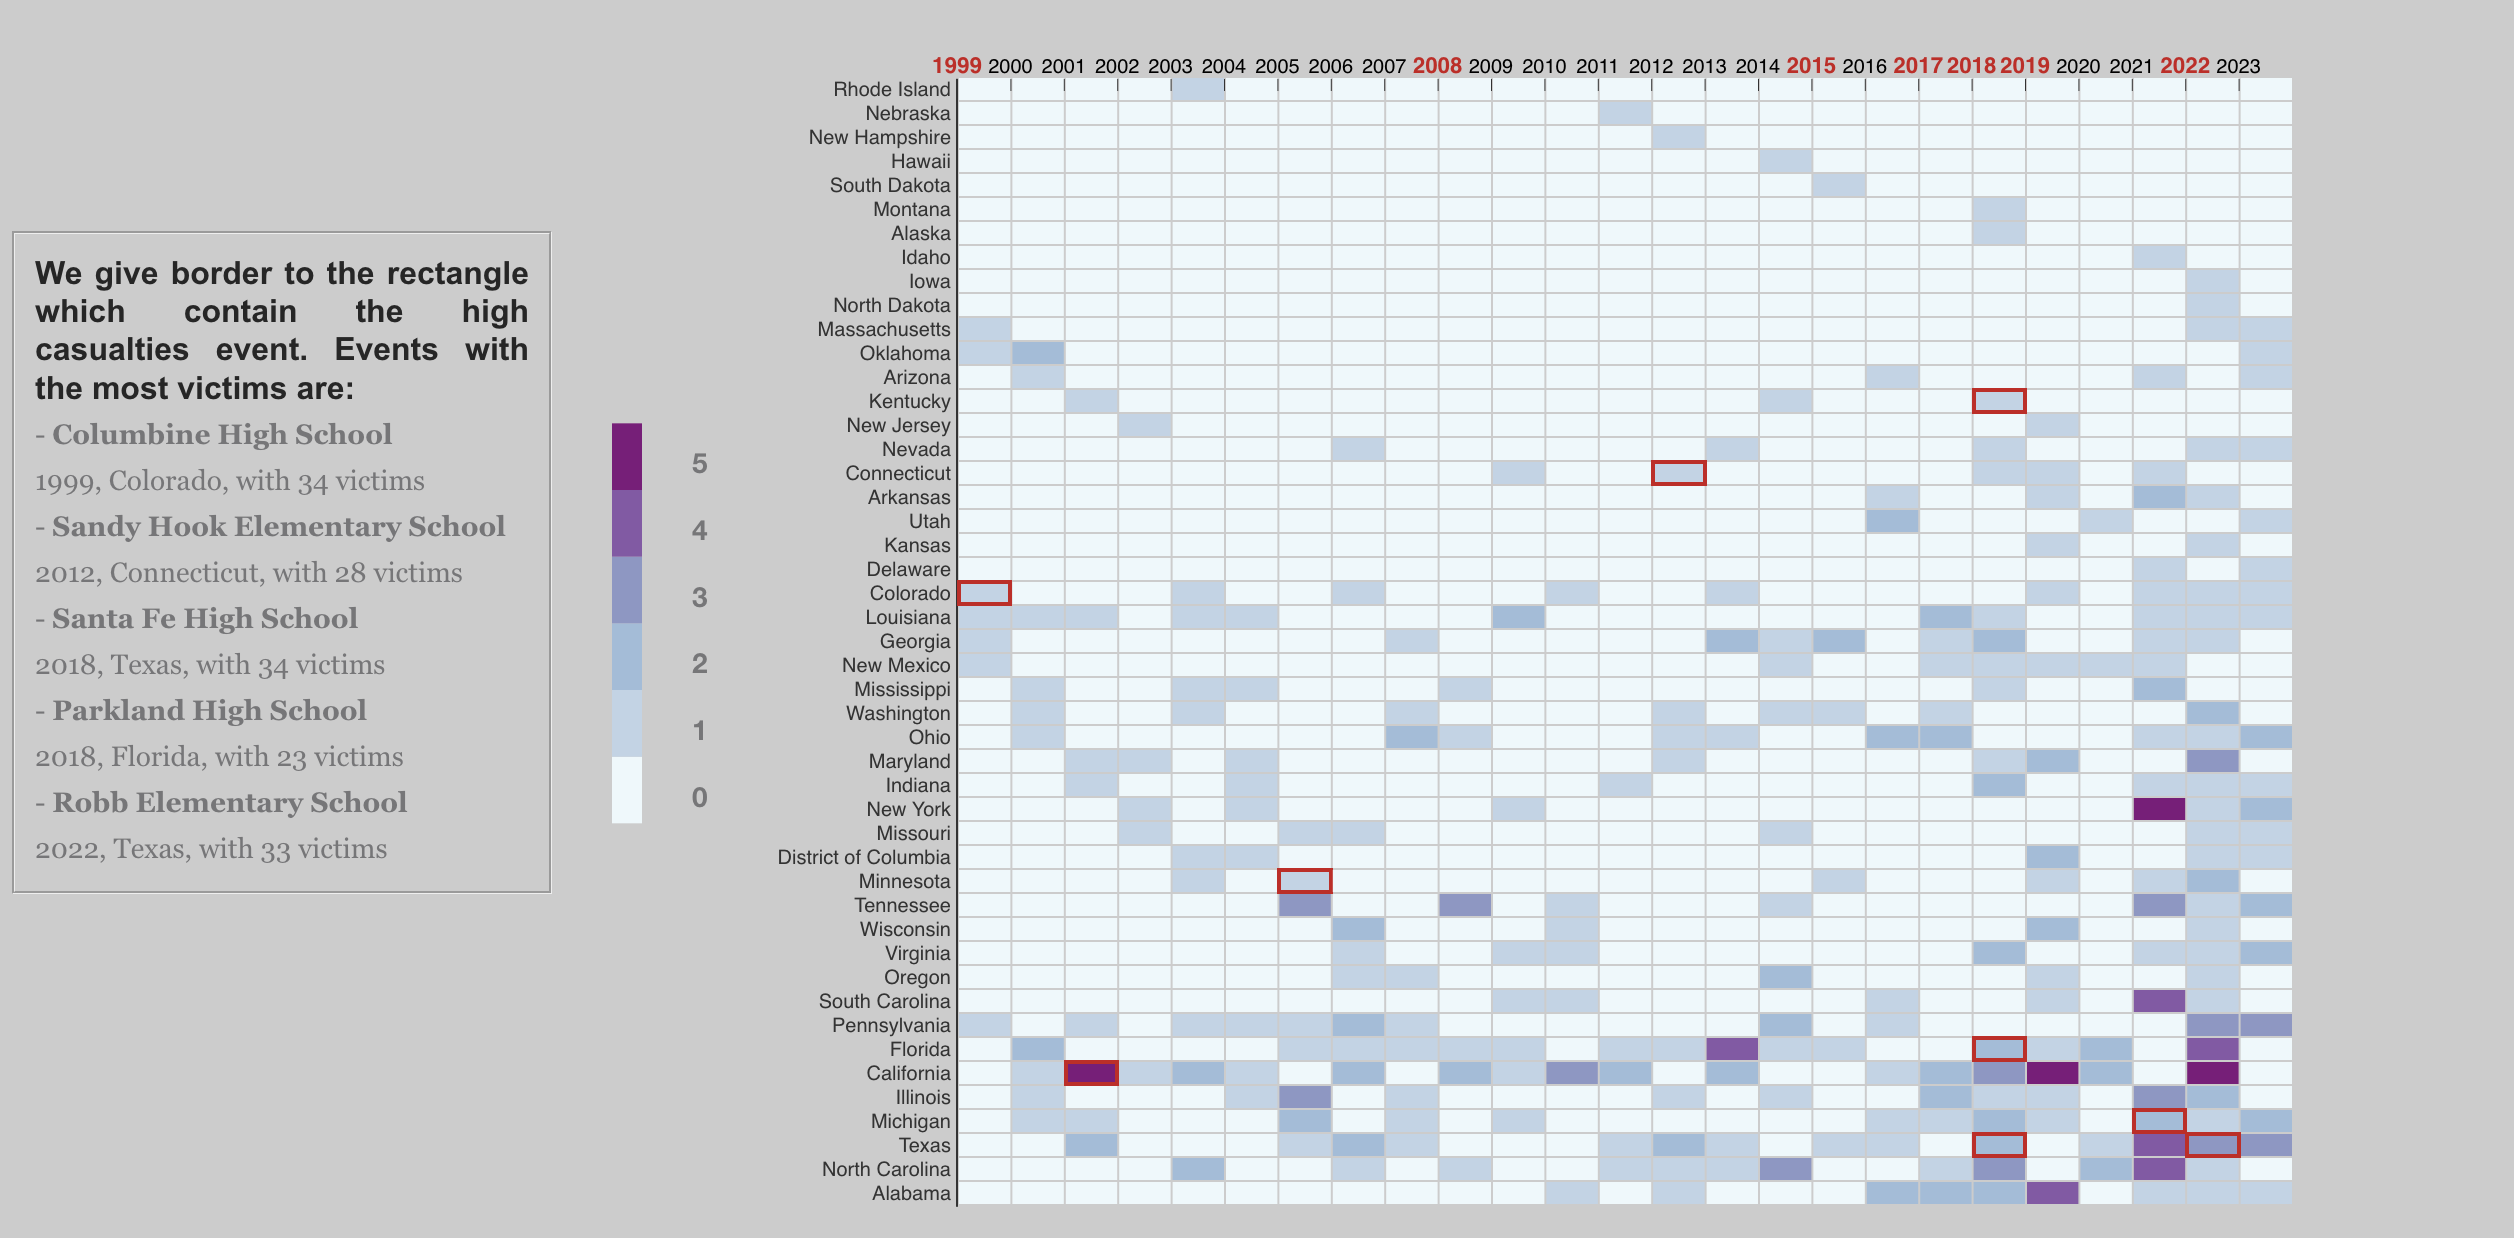 1999 2000 2001 2002 2003 2004 2005 2006 2007 2008 2009 2010 2011 2012 2013 2014 2015 2016 2017 2018 2019 2020 2021 2022 2023
We give border to the rectangle
which contain the high
casualties event. Events with
the most victims are:
- Columbine High School
1999, Colorado, with 34 victims
- Sandy Hook Elementary School
2012, Connecticut, with 28 victims
- Santa Fe High School
2018, Texas, with 34 victims
- Parkland High School
2018, Florida, with 23 victims
- Robb Elementary School
2022, Texas, with 33 victims
5
4
3
2
1
0
Rhode Island
Nebraska
New Hampshire
Hawaii
South Dakota
Montana
Alaska
Idaho
Iowa
North Dakota
Massachusetts
Oklahoma
Arizona
Kentucky
New Jersey
Nevada
Connecticut
Arkansas
Utah
Kansas
Delaware
Colorado
Louisiana
Georgia
New Mexico
Mississippi
Washington
Ohio
Maryland
Indiana
New York
Missouri
District of Columbia
Minnesota
Tennessee
Wisconsin
Virginia
Oregon
South Carolina
Pennsylvania
Florida
California
Illinois
Michigan
Texas
North Carolina
Alabama